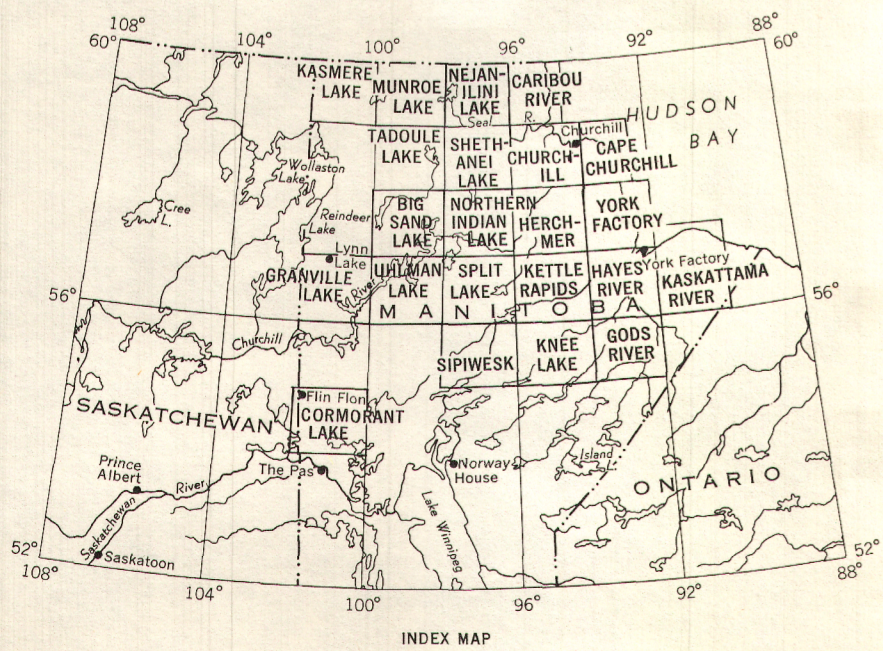 108°
104°
100°
96°
92°
88°
60°
60°
KASMERE
LAKE
MUNROE
LAKE
NEJAN-
ILINI
LAKE
CARIBOU
RIVER
HUDSON
BAY
Seal
R.
Churchill
TADOULE
LAKE
SHETH-
ANEI
LAKE
CHURCH-
ILL
CAPE
CHURCHILL
Wollaston
Lake
Cree
L.
Reindeer
Lake
BIG
SAND
LAKE
NORTHERN
INDIAN
LAKE
HERCH-
MER
YORK
FACTORY
Lynn
Lake
York Factory
GRANVILLE
LAKE
River
UHLMAN
LAKE
SPLIT
LAKE
KETTLE
RAPIDS
HAYES
RIVER
KASKATTAMA
RIVER
56°
56°
MANITOBA
Churchill
SIPIWESK
KNEE
LAKE
GODS
RIVER
SASKATCHEWAN
Flin Flon
CORMORANT
LAKE
Prince
Albert
River
The Pas
Norway
House
Island
L.
ONTARIO
Saskatchewan
Lake Winnipeg
Saskatoon
52°
52°
108°
104°
100°
96°
92°
88°
INDEX MAP